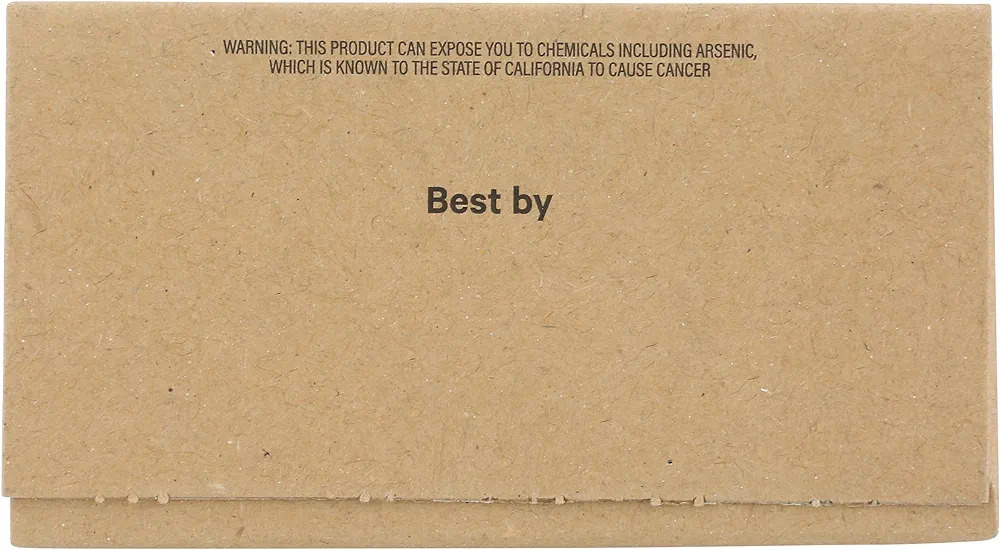 WARNING: THIS PRODUCT CAN EXPOSE YOU TO CHEMICALS INCLUDING ARSENIC,
WHICH IS KNOWN TO THE STATE OF CALIFORNIA TO CAUSE CANCER
Best by